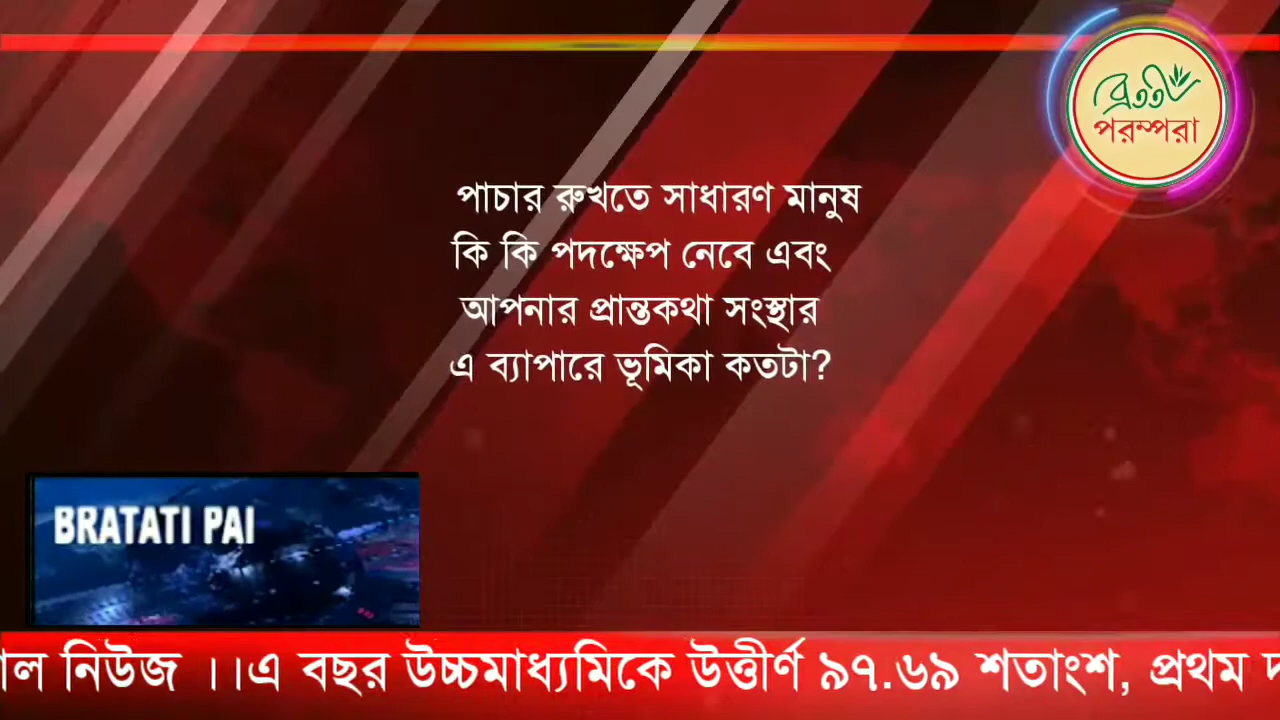 ব্রততী
পরম্পরা
পাচার রুখতে সাধারণ মানুষ
কি কি পদক্ষেপ নেবে এবং
আপনার প্রান্তকথা সংস্থার
এ ব্যাপারে ভূমিকা কতটা?
BRATATI PAI
নিউজ ।।এ বছর উচ্চমাধ্যমিকে উত্তীর্ণ ৯৭.৬৯ শতাংশ, প্রথম